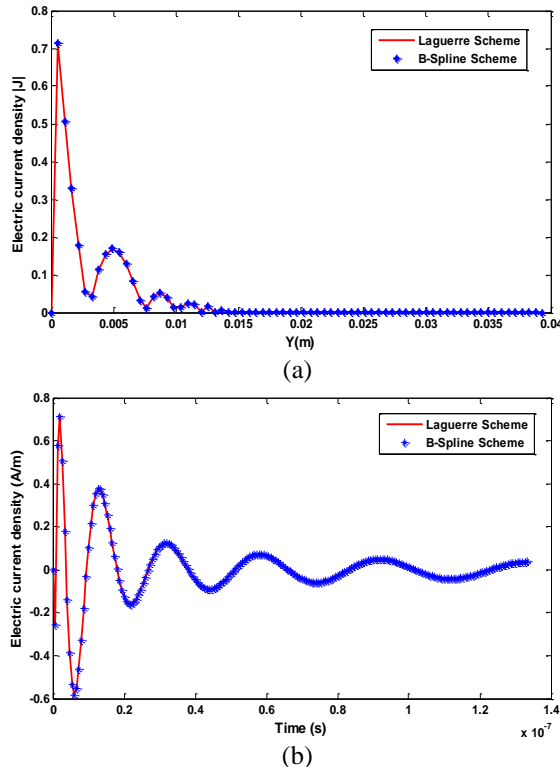 0.8
0.7
0.6
0.5
0.4
0.3
0.2
0.1
0
Electric current density |J|
Laguerre Scheme
B-Spline Scheme
0 0.005 0.01 0.015 0.02 0.025 0.03 0.035 0.04
Y(m)
(a)
0.8
0.6
0.4
0.2
0
-0.2
-0.4
-0.6
Electric current density (A/m)
Laguerre Scheme
B-Spline Scheme
0 0.2 0.4 0.6 0.8 1 1.2 1.4
Time (s)
x 10-7
(b)